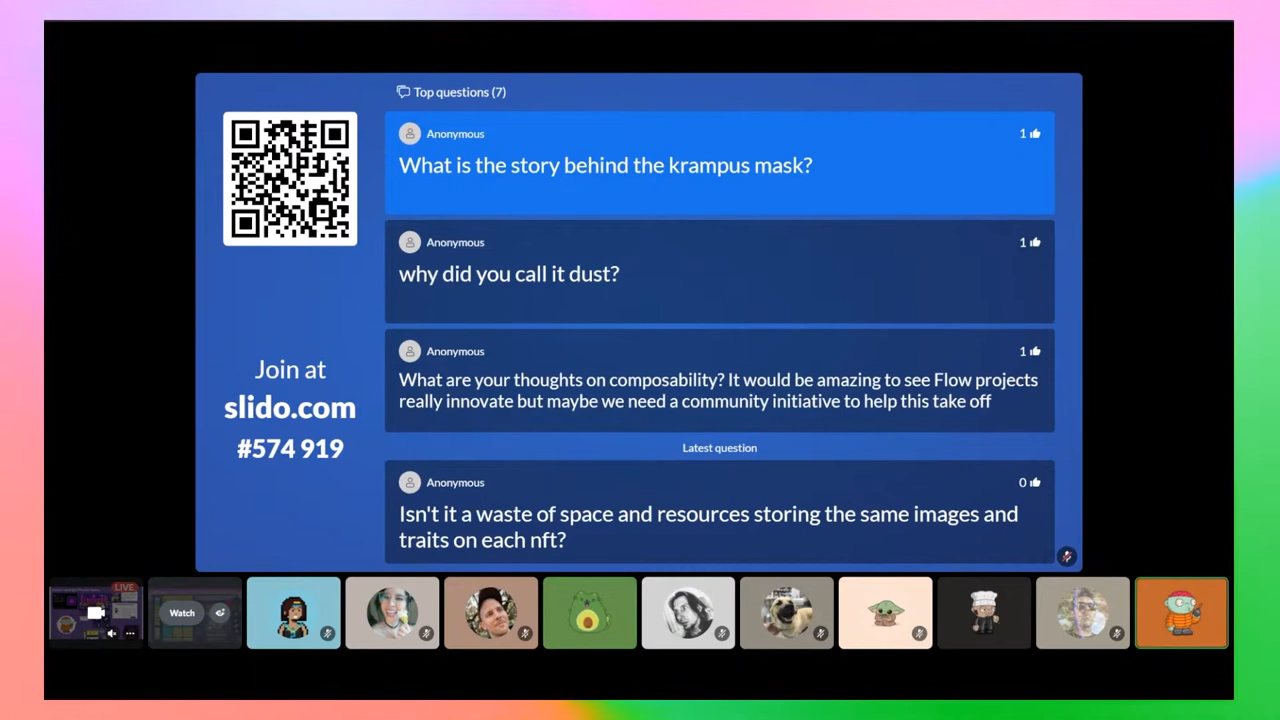 Top questions (7)
Anonymous
1
What is the story behind the krampus mask?
Anonymous
1
why did you call it dust?
Anonymous
1
What are your thoughts on composability? It would be amazing to see Flow projects
really innovate but maybe we need a community initiative to help this take off
Latest question
Anonymous
0
Isn't it a waste of space and resources storing the same images and
traits on each nft?
Join at
slido.com
#574 919
LIVE
Watch